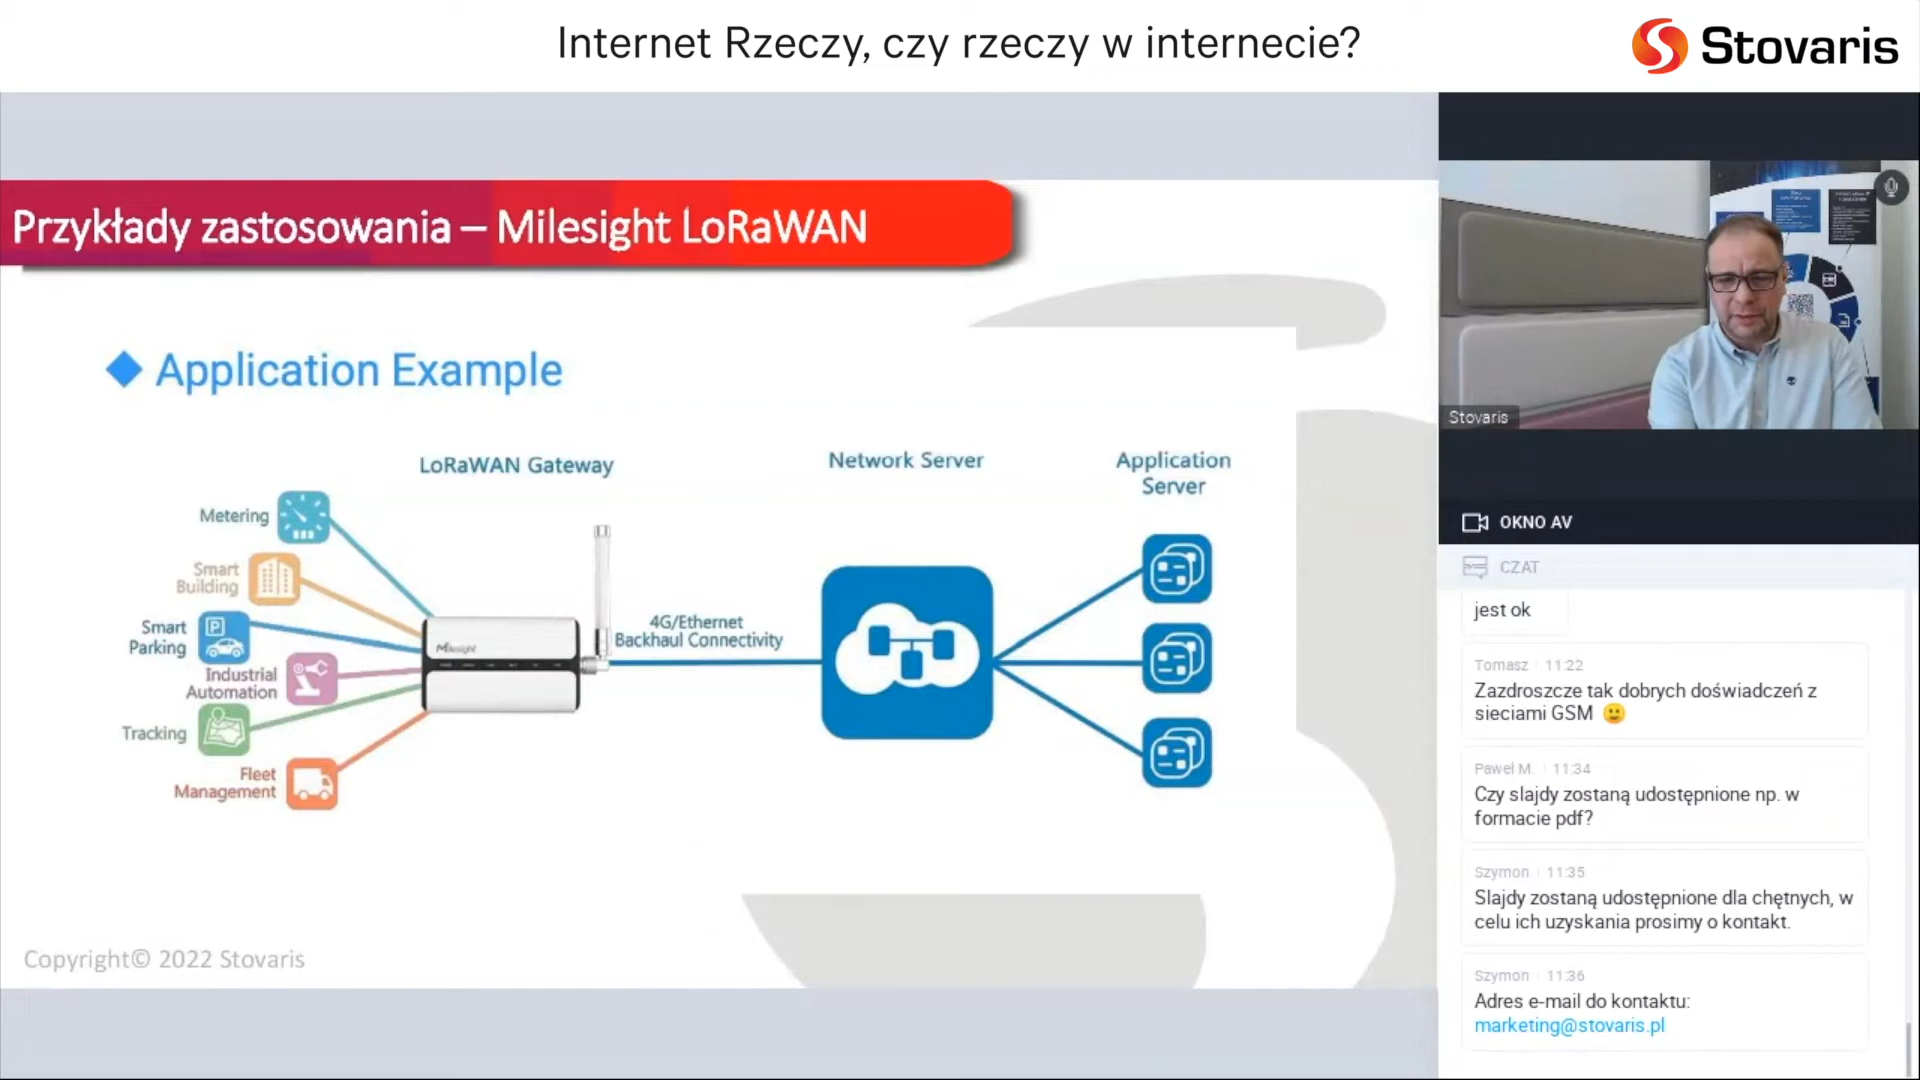 Internet Rzeczy, czy rzeczy w internecie?
Stovaris
Przykłady zastosowania – Milesight LoRaWAN
Application Example
LoRaWAN Gateway
Network Server
Application
Server
Metering
Smart
Building
Smart
Parking
Industrial
Automation
Tracking
Fleet
Management
Milesight
4G/Ethernet
Backhaul Connectivity
Copyright© 2022 Stovaris
Stovaris
OKNO AV
CZAT
jest ok
Tomasz 11:22
Zazdroszcze tak dobrych doświadczeń z
sieciami GSM
Paweł M. 11:34
Czy slajdy zostaną udostępnione np. w
formacie pdf?
Szymon 11:35
Slajdy zostaną udostępnione dla chętnych, w
celu ich uzyskania prosimy o kontakt.
Szymon 11:36
Adres e-mail do kontaktu:
marketing@stovaris.pl